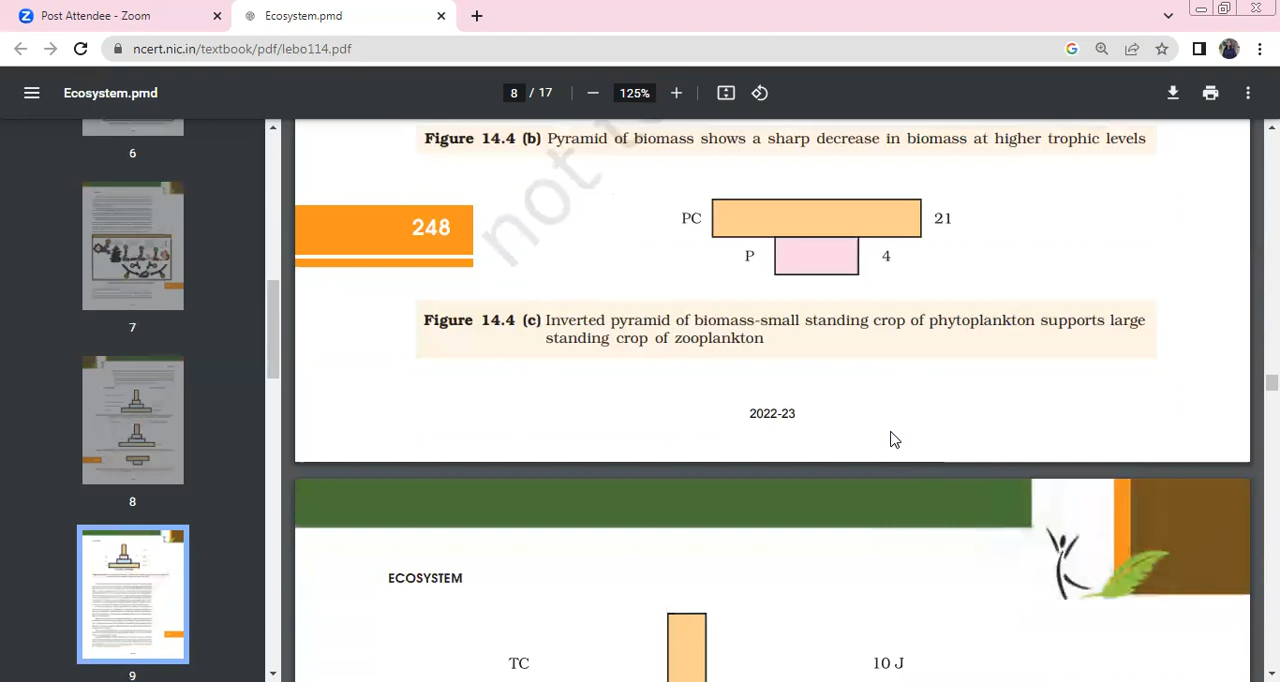 Post Attendee - Zoom
Ecosystem.pmd
ncert.nic.in/textbook/pdf/lebo114.pdf
Ecosystem.pmd
8 / 17
125%
6
7
8
9
Figure 14.4 (b) Pyramid of biomass shows a sharp decrease in biomass at higher trophic levels
not
248
PC
21
P
4
Figure 14.4 (c) Inverted pyramid of biomass-small standing crop of phytoplankton supports large
standing crop of zooplankton
2022-23
ECOSYSTEM
TC
10 J